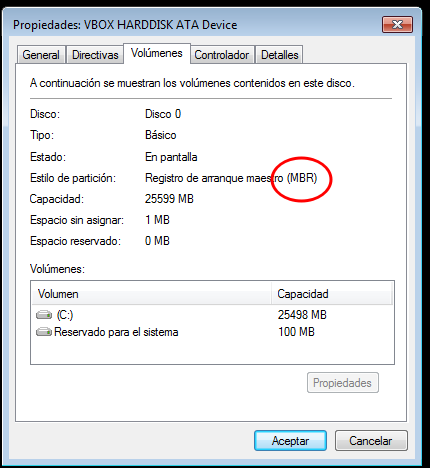 Propiedades: VBOX HARDDISK ATA Device
General Directivas Volúmenes Controlador Detalles
A continuación se muestran los volúmenes contenidos en este disco.
Disco: Disco 0
Tipo: Básico
Estado: En pantalla
Estilo de partición: Registro de arranque maestro (MBR)
Capacidad: 25599 MB
Espacio sin asignar: 1 MB
Espacio reservado: 0 MB
Volúmenes:
Volumen Capacidad
(C:) 25498 MB
Reservado para el sistema 100 MB
Propiedades
Aceptar Cancelar